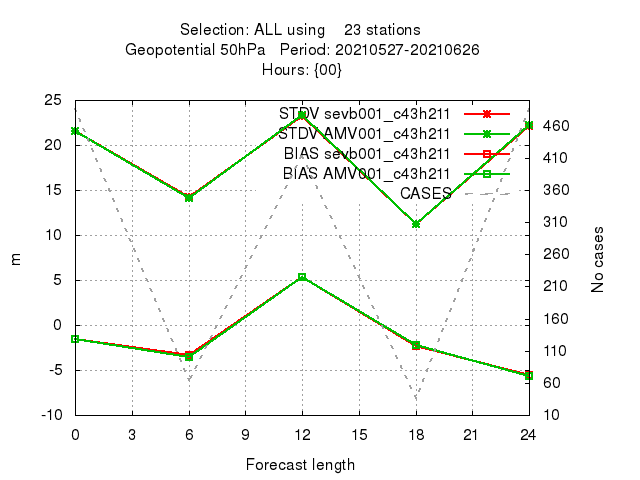 Selection: ALL using 23 stations
Geopotential 50hPa Period: 20210527-20210626
Hours: {00}
STDV sevb001_c43h211
STDV AMV001_c43h211
BIAS sevb001_c43h211
BIAS AMV001_c43h211
CASES
25
20
15
10
5
0
-5
-10
m
460
410
360
310
260
210
160
110
60
10
No cases
0 3 6 9 12 15 18 21 24
Forecast length